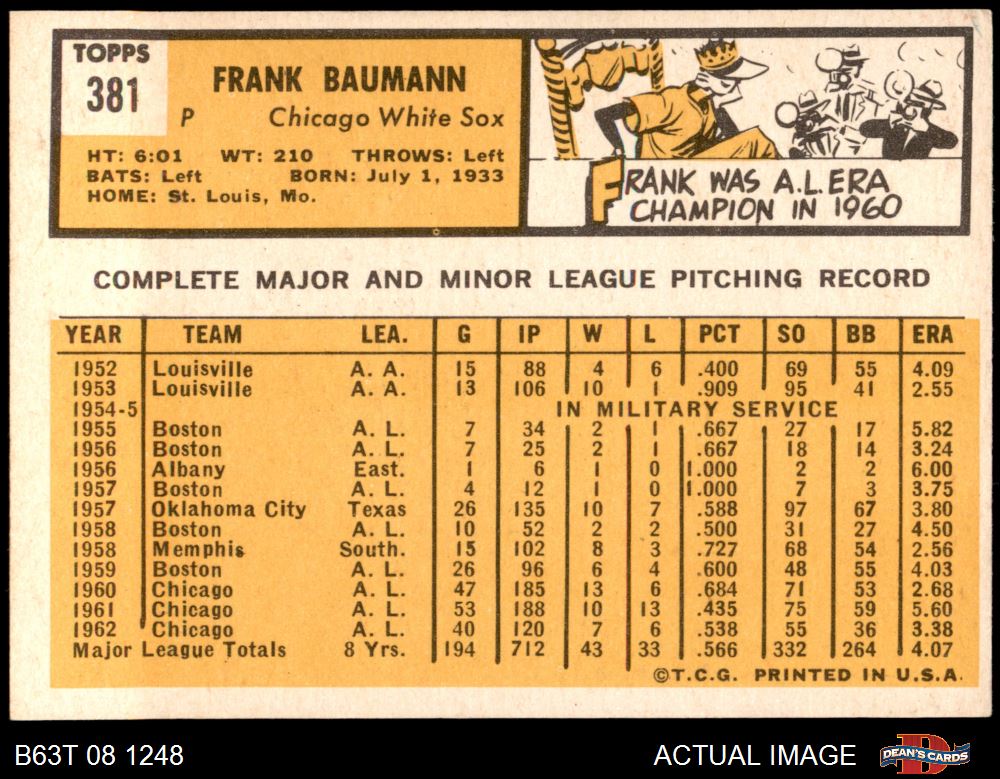 TOPPS
381
FRANK BAUMANN
P Chicago White Sox
HT: 6:01 WT: 210 THROWS: Left
BATS: Left BORN: July 1, 1933
HOME: St. Louis, Mo.
FRANK WAS A.L. ERA
CHAMPION IN 1960
COMPLETE MAJOR AND MINOR LEAGUE PITCHING RECORD
YEAR TEAM LEA. G IP W L PCT SO BB ERA
1952 Louisville A. A. 15 88 4 6 .400 69 55 4.09
1953 Louisville A. A. 13 106 10 1 .909 95 41 2.55
1954-5 IN MILITARY SERVICE
1955 Boston A. L. 7 34 2 1 .667 27 17 5.82
1956 Boston A. L. 7 25 2 1 .667 18 14 3.24
1956 Albany East. 1 6 1 0 1.000 2 2 6.00
1957 Boston A. L. 4 12 1 0 1.000 7 3 3.75
1957 Oklahoma City Texas 26 135 10 7 .588 97 67 3.80
1958 Boston A. L. 10 52 2 2 .500 31 27 4.50
1958 Memphis South. 15 102 8 3 .727 68 54 2.56
1959 Boston A. L. 26 96 6 4 .600 48 55 4.03
1960 Chicago A. L. 47 185 13 6 .684 71 53 2.68
1961 Chicago A. L. 53 188 10 13 .435 75 59 5.60
1962 Chicago A. L. 40 120 7 6 .538 55 36 3.38
Major League Totals 8 Yrs. 194 712 43 33 .566 332 264 4.07
©T.C.G. PRINTED IN U.S.A.
B63T 08 1248
ACTUAL IMAGE
DEAN'S CARDS